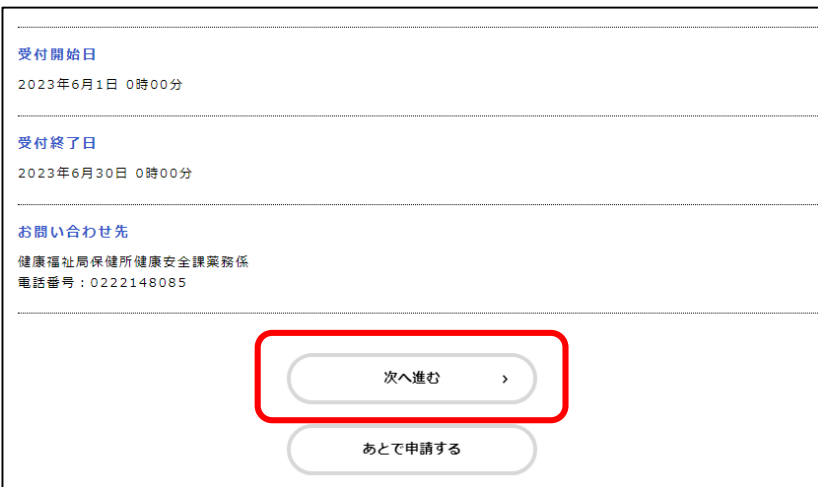 受付開始日
2023年6月1日 0時00分
受付終了日
2023年6月30日 0時00分
お問い合わせ先
健康福祉局保健所健康安全課薬務係
電話番号：0222148085
次へ進む
あとで申請する